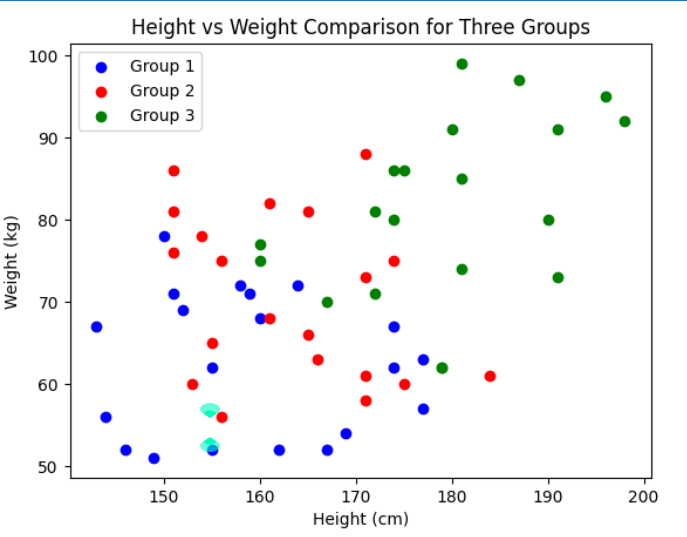 Height vs Weight Comparison for Three Groups
100
Group 1
Group 2
Group 3
90
80
70
60
50
Weight (kg)
150 160 170 180 190 200
Height (cm)